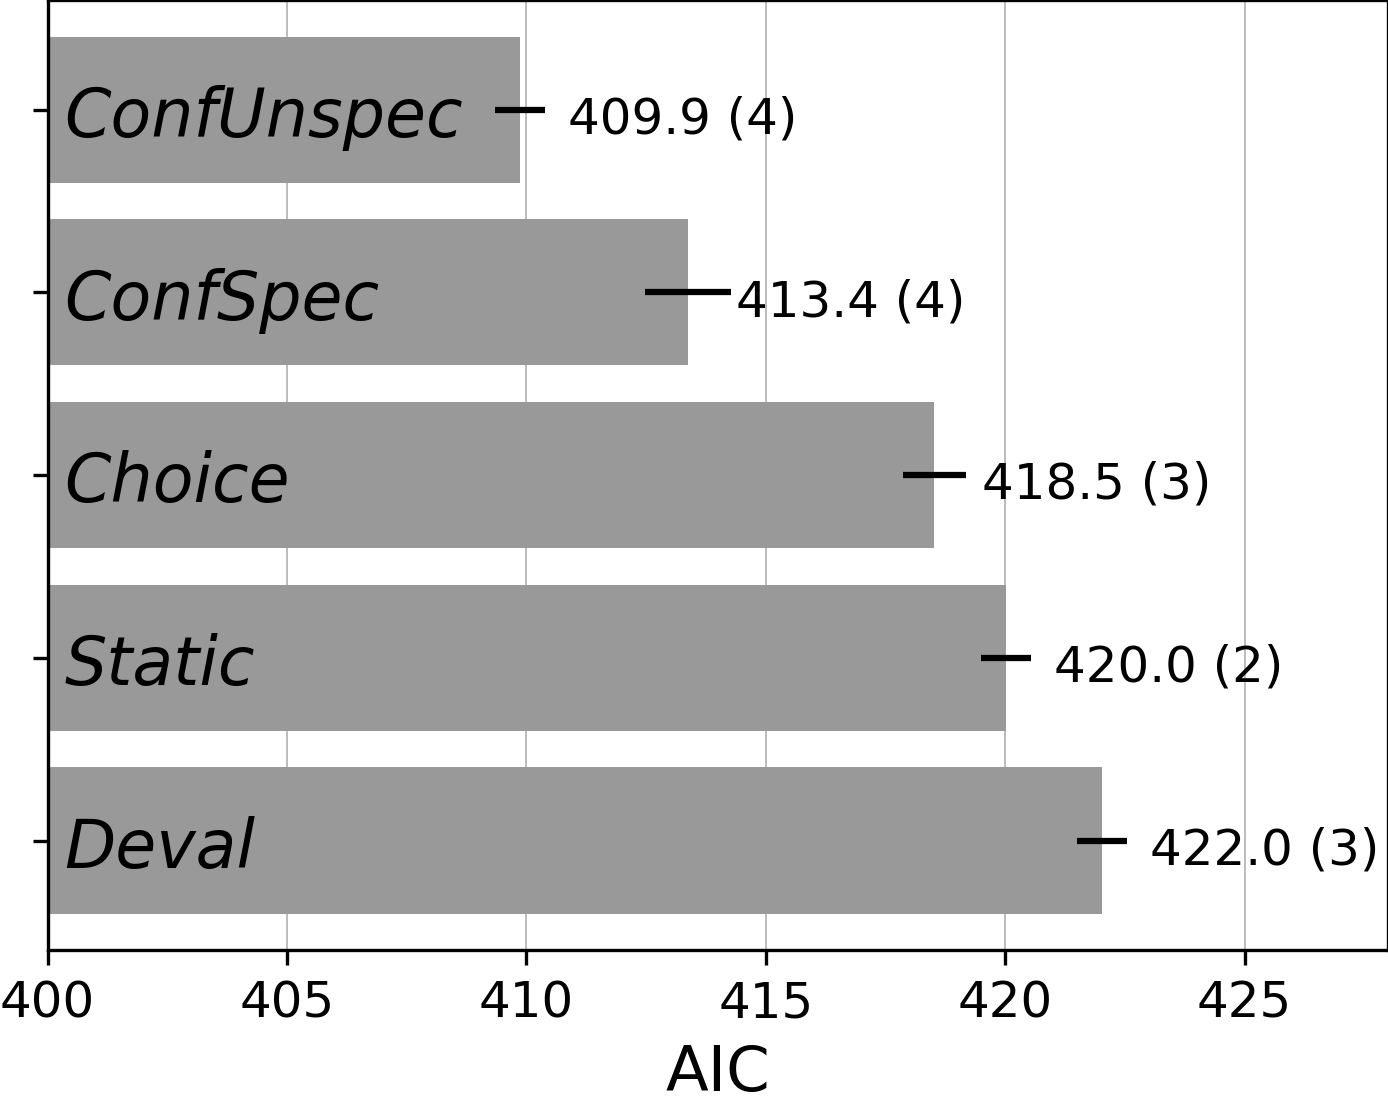 ConfUnspec 409.9 (4)
ConfSpec 413.4 (4)
Choice 418.5 (3)
Static 420.0 (2)
Deval 422.0 (3)
400 405 410 415 420 425
AIC